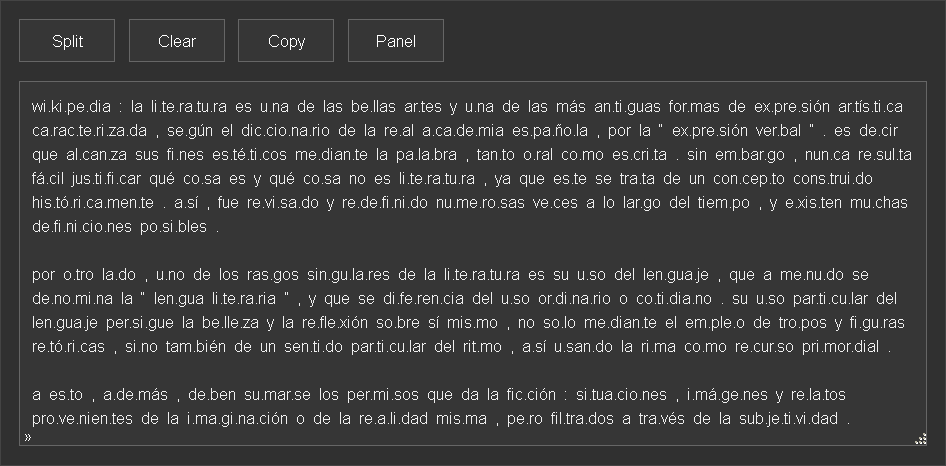 Split Clear Copy Panel
wi.ki.pe.dia : la li.te.ra.tu.ra es u.na de las be.llas ar.tes y u.na de las más an.ti.guas for.mas de ex.pre.sión ar.tís.ti.ca
ca.rac.te.ri.za.da , se.gún el dic.cio.na.rio de la re.al a.ca.de.mia es.pa.ño.la , por la " ex.pre.sión ver.bal " . es de.cir
que al.can.za sus fi.nes es.té.ti.cos me.dian.te la pa.la.bra , tan.to o.ral co.mo es.cri.ta . sin em.bar.go , nun.ca re.sul.ta
fá.cil jus.ti.fi.car qué co.sa es y qué co.sa no es li.te.ra.tu.ra , ya que es.te se tra.ta de un con.cep.to cons.trui.do
his.tó.ri.ca.men.te . a.sí , fue re.vi.sa.do y re.de.fi.ni.do nu.me.ro.sas ve.ces a lo lar.go del tiem.po , y e.xis.ten mu.chas
de.fi.ni.cio.nes po.si.bles .
por o.tro la.do , u.no de los ras.gos sin.gu.la.res de la li.te.ra.tu.ra es su u.so del len.gua.je , que a me.nu.do se
de.no.mi.na la " len.gua li.te.ra.ria " , y que se di.fe.ren.cia del u.so or.di.na.rio o co.ti.dia.no . su u.so par.ti.cu.lar del
len.gua.je per.si.gue la be.lle.za y la re.fle.xión so.bre sí mis.mo , no so.lo me.dian.te el em.ple.o de tro.pos y fi.gu.ras
re.tó.ri.cas , si.no tam.bién de un sen.ti.do par.ti.cu.lar del rit.mo , a.sí u.san.do la ri.ma co.mo re.cur.so pri.mor.dial .
a es.to , a.de.más , de.ben su.mar.se los per.mi.sos que da la fic.ción : si.tua.cio.nes , i.má.ge.nes y re.la.tos
pro.ve.nien.tes de la i.ma.gi.na.ción o de la re.a.li.dad mis.ma , pe.ro fil.tra.dos a tra.vés de la sub.je.ti.vi.dad .
»